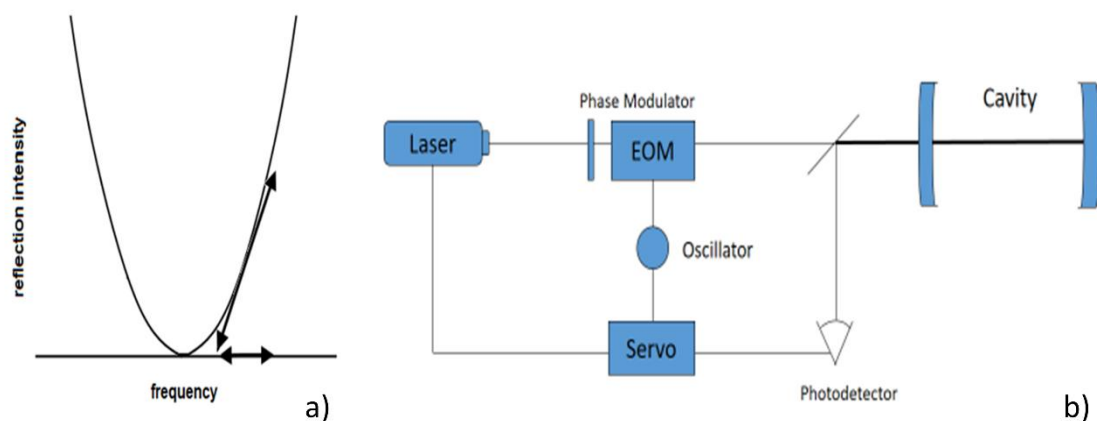 reflection intensity
frequency
a)
Phase Modulator
Laser
EOM
Cavity
Oscillator
Servo
Photodetector
b)